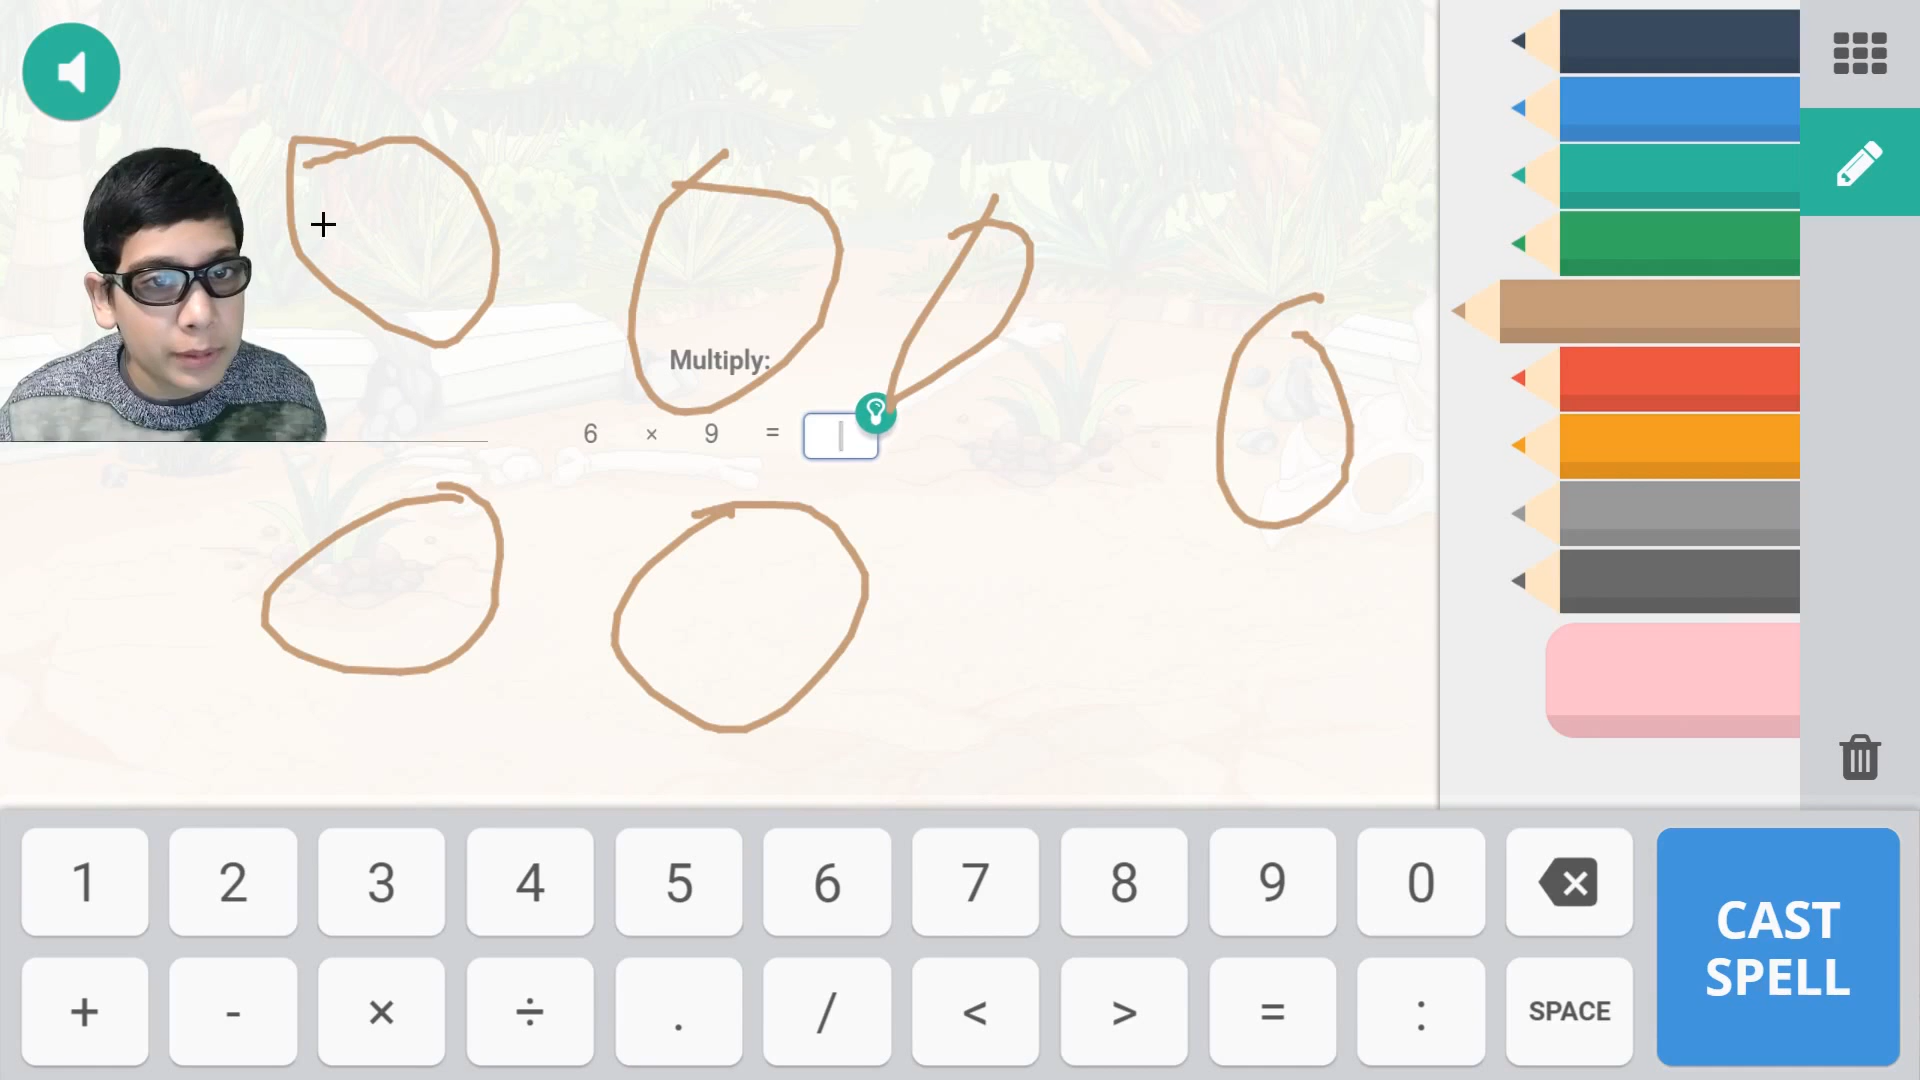 Multiply:
6 × 9 =
1 2 3 4 5 6 7 8 9 0
CAST
SPELL
+ - × ÷ . / < > = : SPACE